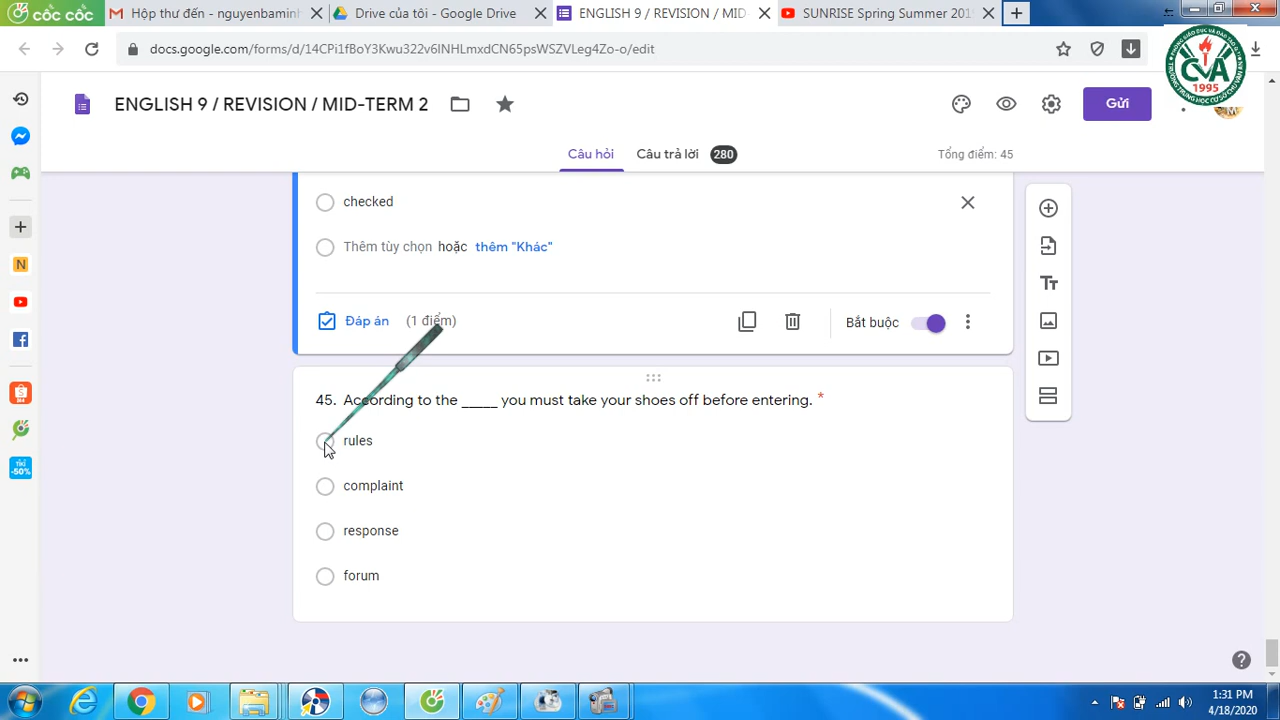 CỐC CỐC
Hộp thư đến - nguyenbaminh
Drive của tôi - Google Drive
ENGLISH 9 / REVISION / MID
SUNRISE Spring Summer 201
docs.google.com/forms/d/14CPi1fBoY3Kwu322V6lNHLmxdCN65psWSZVLeg4Zo-o/edit
CVA
1995
ENGLISH 9 / REVISION / MID-TERM 2
Gửi
Câu hỏi
Câu trả lời 280
Tổng điểm: 45
checked
Thêm tùy chọn hoặc thêm "Khác"
Đáp án (1 điểm)
Bắt buộc
45. According to the _____ you must take your shoes off before entering. *
rules
complaint
response
forum
N
TIKI
-50%
1:31 PM
4/18/2020